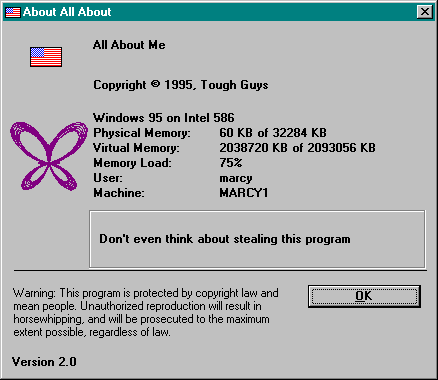 About All About
All About Me
Copyright © 1995, Tough Guys
Windows 95 on Intel 586
Physical Memory: 60 KB of 32284 KB
Virtual Memory: 2038720 KB of 2093056 KB
Memory Load: 75%
User: marcy
Machine: MARCY1
Don't even think about stealing this program
Warning: This program is protected by copyright law and
mean people. Unauthorized reproduction will result in
horsewhipping, and will be prosecuted to the maximum
extent possible, regardless of law.
OK
Version 2.0